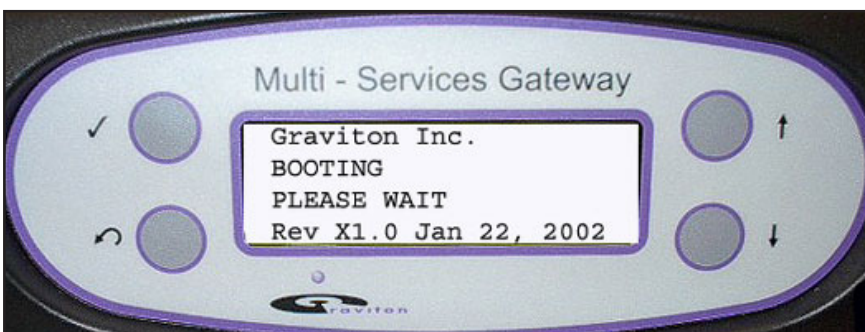 Multi - Services Gateway
Graviton Inc.
BOOTING
PLEASE WAIT
Rev X1.0 Jan 22, 2002
Graviton